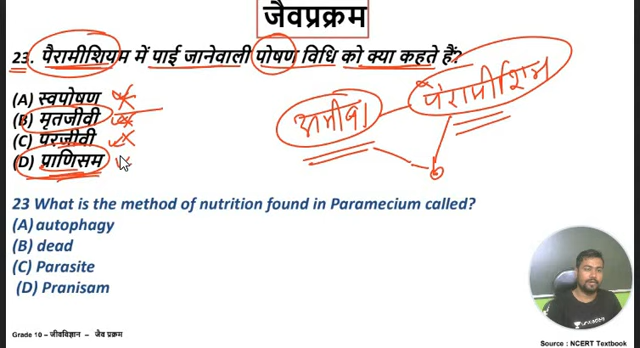 जैवप्रक्रम
23. पैरामीशियम में पाई जानेवाली पोषण विधि को क्या कहते हैं?
(A) स्वपोषण
(B) मृतजीवी
(C) परजीवी
(D) प्राणिसम
अमीबा
पैरामीशियम
23 What is the method of nutrition found in Paramecium called?
(A) autophagy
(B) dead
(C) Parasite
(D) Pranisam
Grade 10 – जीवविज्ञान – जैव प्रक्रम
Source : NCERT Textbook